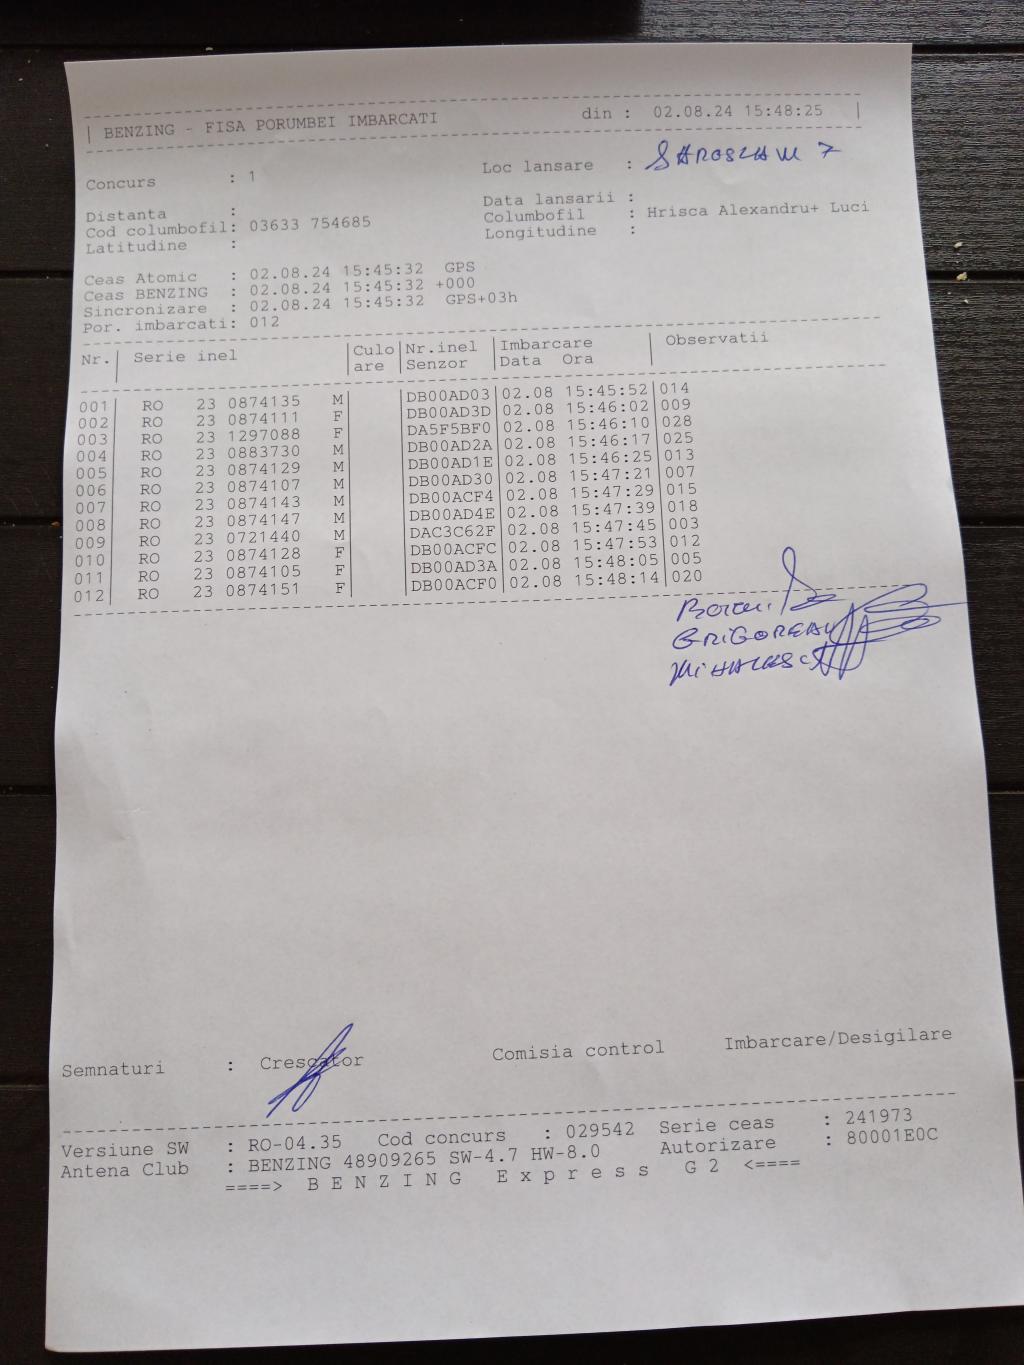 BENZING - FISA PORUMBEI IMBARCATI din : 02.08.24 15:48:25
Concurs : 1 Loc lansare :
Distanta : Data lansarii :
Cod columbofil: 03633 754685 Columbofil : Hrisca Alexandru+ Luci
Latitudine : Longitudine :
Ceas Atomic : 02.08.24 15:45:32 GPS
Ceas BENZING : 02.08.24 15:45:32 +000
Sincronizare : 02.08.24 15:45:32 GPS+03h
Por. imbarcati: 012
Nr.| Serie inel |Culo|Nr.inel |Imbarcare | Observatii
| |are |Senzor |Data Ora |
001| RO 23 0874135 M| |DB00AD03|02.08 15:45:52|014
002| RO 23 0874111 F| |DB00AD3D|02.08 15:46:02|009
003| RO 23 1297088 F| |DA5F5BF0|02.08 15:46:10|028
004| RO 23 0883730 M| |DB00AD2A|02.08 15:46:17|025
005| RO 23 0874129 M| |DB00AD1E|02.08 15:46:25|013
006| RO 23 0874107 M| |DB00AD30|02.08 15:47:21|007
007| RO 23 0874143 M| |DB00ACF4|02.08 15:47:29|015
008| RO 23 0874147 M| |DB00AD4E|02.08 15:47:39|018
009| RO 23 0721440 M| |DAC3C62F|02.08 15:47:45|003
010| RO 23 0874128 F| |DB00ACFC|02.08 15:47:53|012
011| RO 23 0874105 F| |DB00AD3A|02.08 15:48:05|005
012| RO 23 0874151 F| |DB00ACF0|02.08 15:48:14|020
Semnaturi : Crescator Comisia control Imbarcare/Desigilare
Versiune SW : RO-04.35 Cod concurs : 029542 Serie ceas : 241973
Antena Club : BENZING 48909265 SW-4.7 HW-8.0 Autorizare : 80001E0C
====> B E N Z I N G E x p r e s s G 2 <====